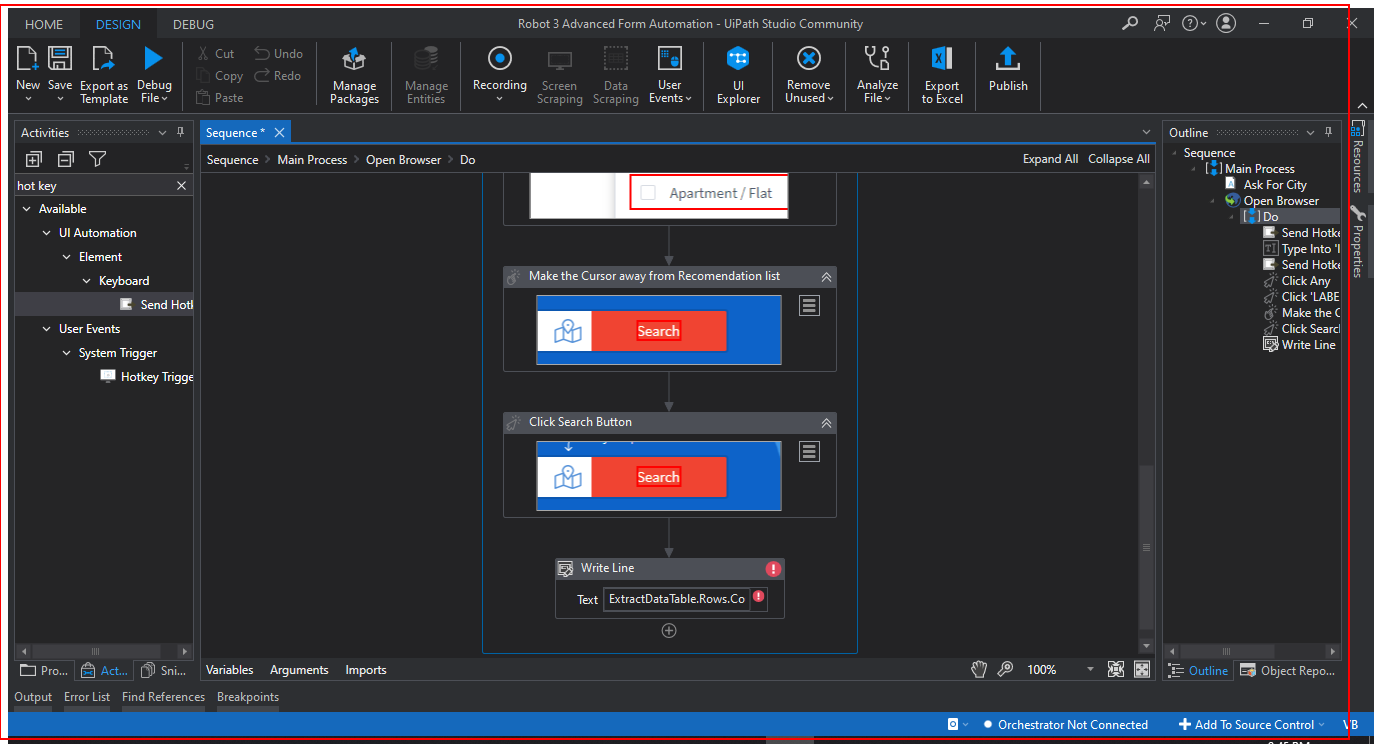 HOME DESIGN DEBUG Robot 3 Advanced Form Automation - UiPath Studio Community
New Save Export as Template Debug File
Cut Undo
Copy Redo
Paste
Manage Packages Manage Entities Recording Screen Scraping Data Scraping User Events UI Explorer Remove Unused Analyze File Export to Excel Publish
Activities
hot key
Available
UI Automation
Element
Keyboard
Send Hotk
User Events
System Trigger
Hotkey Trigge
Pro... Act... Sni...
Sequence *
Sequence > Main Process > Open Browser > Do Expand All Collapse All
Apartment / Flat
Make the Cursor away from Recomendation list
Search
Click Search Button
Search
Write Line
Text ExtractDataTable.Rows.Co
Variables Arguments Imports 100%
Outline
Sequence
Main Process
Ask For City
Open Browser
Do
Send Hotke
Type Into 'I
Send Hotke
Click Any
Click 'LABE
Make the C
Click Search
Write Line
Outline Object Repo...
Resources
Properties
Output Error List Find References Breakpoints
Orchestrator Not Connected Add To Source Control VB